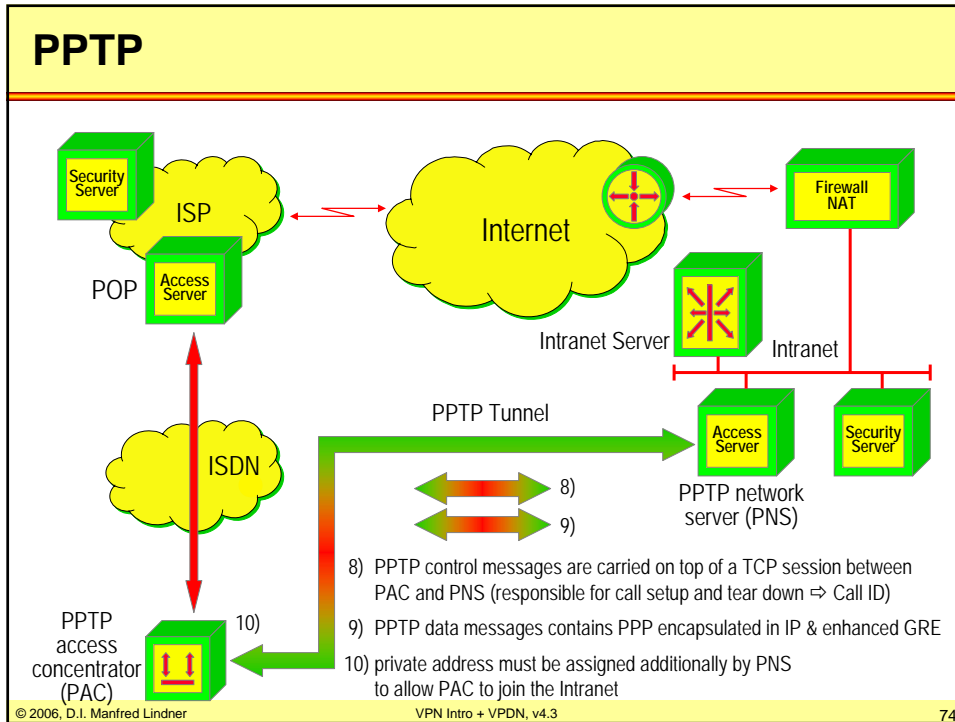 PPTP
Security
Server
ISP
POP
Access
Server
Internet
Firewall
NAT
Intranet Server
Intranet
PPTP Tunnel
Access
Server
Security
Server
ISDN
PPTP network
server (PNS)
8)
9)
8) PPTP control messages are carried on top of a TCP session between
PAC and PNS (responsible for call setup and tear down ⇨ Call ID)
9) PPTP data messages contains PPP encapsulated in IP & enhanced GRE
10) private address must be assigned additionally by PNS
to allow PAC to join the Intranet
PPTP
access
concentrator
(PAC)
10)
© 2006, D.I. Manfred Lindner
VPN Intro + VPDN, v4.3
74